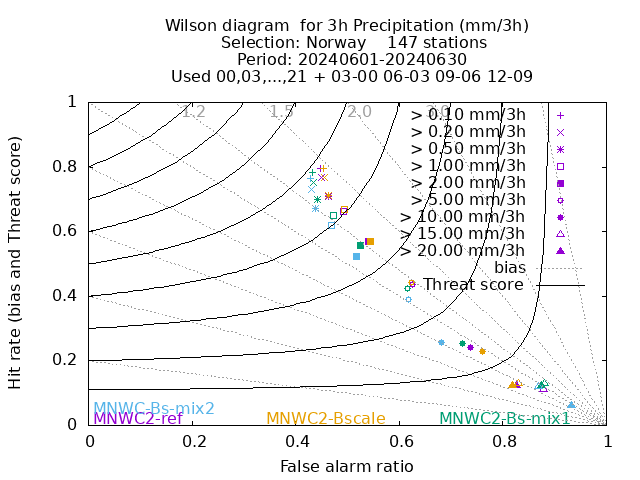 Wilson diagram  for 3h Precipitation (mm/3h)
Selection: Norway    147 stations
Period: 20240601-20240630
Used 00,03,...,21 + 03-00 06-03 09-06 12-09
Hit rate (bias and Threat score)
1
0.8
0.6
0.4
0.2
0
1.2 1.5 2.0 3.0
> 0.10 mm/3h
> 0.20 mm/3h
> 0.50 mm/3h
> 1.00 mm/3h
> 2.00 mm/3h
> 5.00 mm/3h
> 10.00 mm/3h
> 15.00 mm/3h
> 20.00 mm/3h
bias
Threat score
MNWC-Bs-mix2
MNWC2-ref MNWC2-Bscale MNWC2-Bs-mix1
0 0.2 0.4 0.6 0.8 1
False alarm ratio